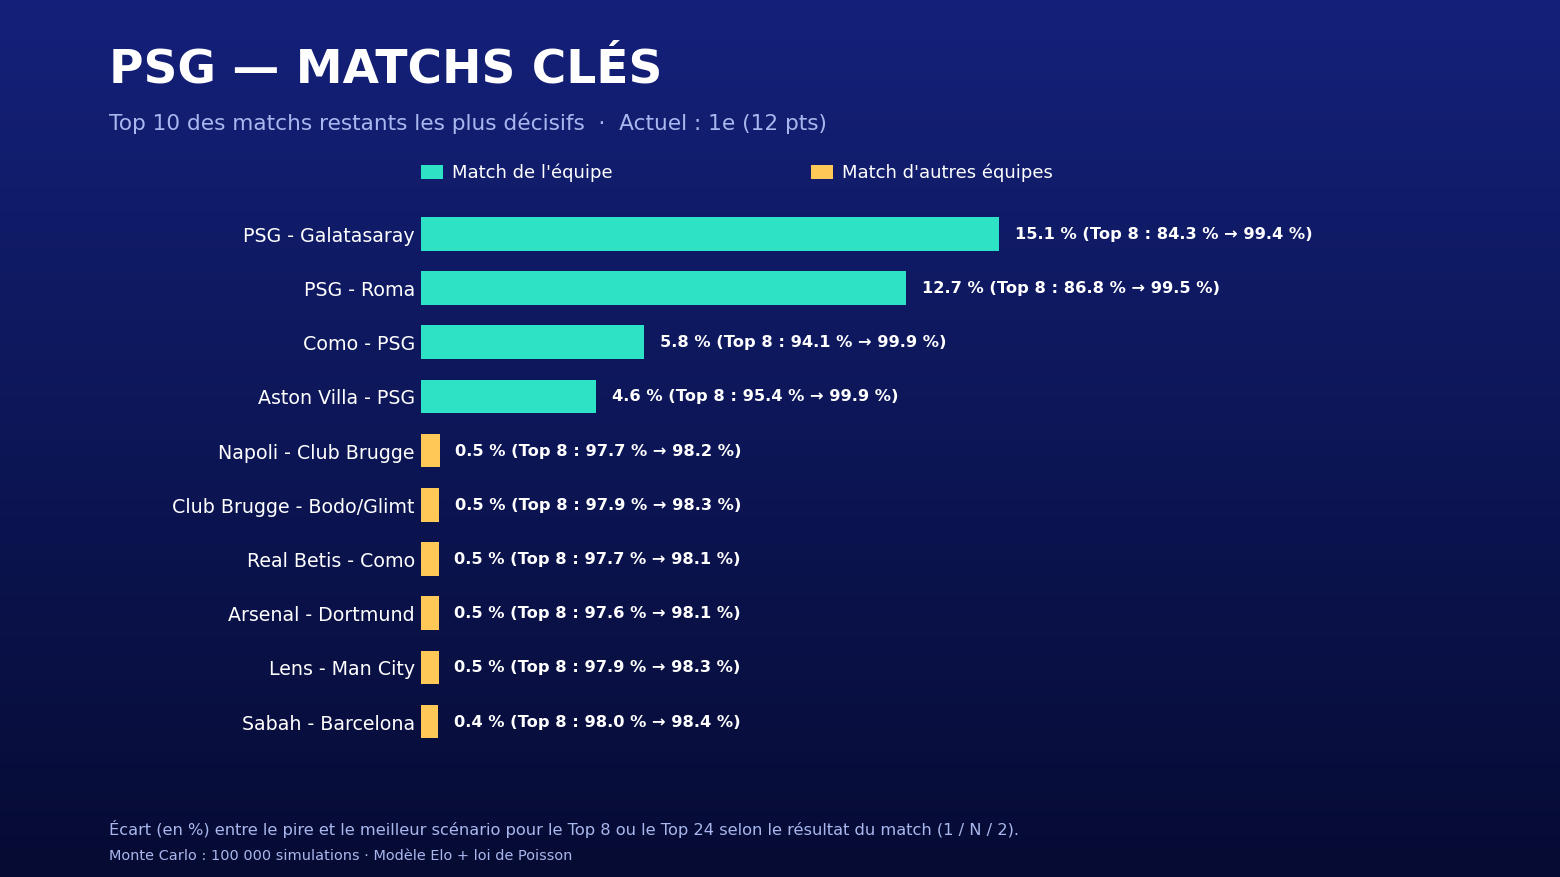 PSG — MATCHS CLÉS
Top 10 des matchs restants les plus décisifs · Actuel : 1e (12 pts)
Match de l'équipe
Match d'autres équipes
PSG - Galatasaray 15.1 % (Top 8 : 84.3 % → 99.4 %)
PSG - Roma 12.7 % (Top 8 : 86.8 % → 99.5 %)
Como - PSG 5.8 % (Top 8 : 94.1 % → 99.9 %)
Aston Villa - PSG 4.6 % (Top 8 : 95.4 % → 99.9 %)
Napoli - Club Brugge 0.5 % (Top 8 : 97.7 % → 98.2 %)
Club Brugge - Bodo/Glimt 0.5 % (Top 8 : 97.9 % → 98.3 %)
Real Betis - Como 0.5 % (Top 8 : 97.7 % → 98.1 %)
Arsenal - Dortmund 0.5 % (Top 8 : 97.6 % → 98.1 %)
Lens - Man City 0.5 % (Top 8 : 97.9 % → 98.3 %)
Sabah - Barcelona 0.4 % (Top 8 : 98.0 % → 98.4 %)
Écart (en %) entre le pire et le meilleur scénario pour le Top 8 ou le Top 24 selon le résultat du match (1 / N / 2).
Monte Carlo : 100 000 simulations · Modèle Elo + loi de Poisson